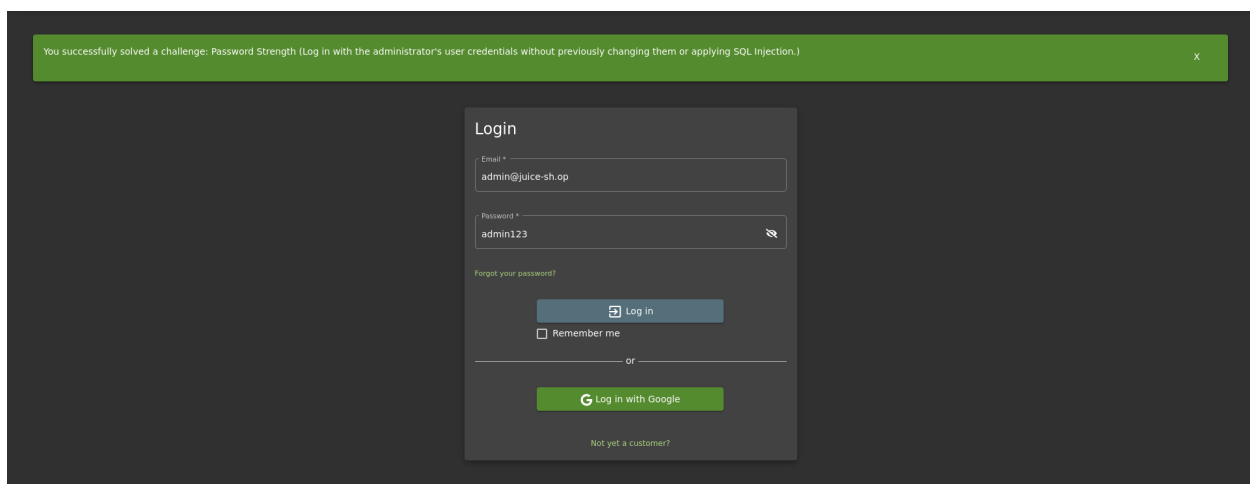 You successfully solved a challenge: Password Strength (Log in with the administrator's user credentials without previously changing them or applying SQL Injection.)
X
Login
Email *
admin@juice-sh.op
Password *
admin123
Forgot your password?
Log in
Remember me
or
G Log in with Google
Not yet a customer?